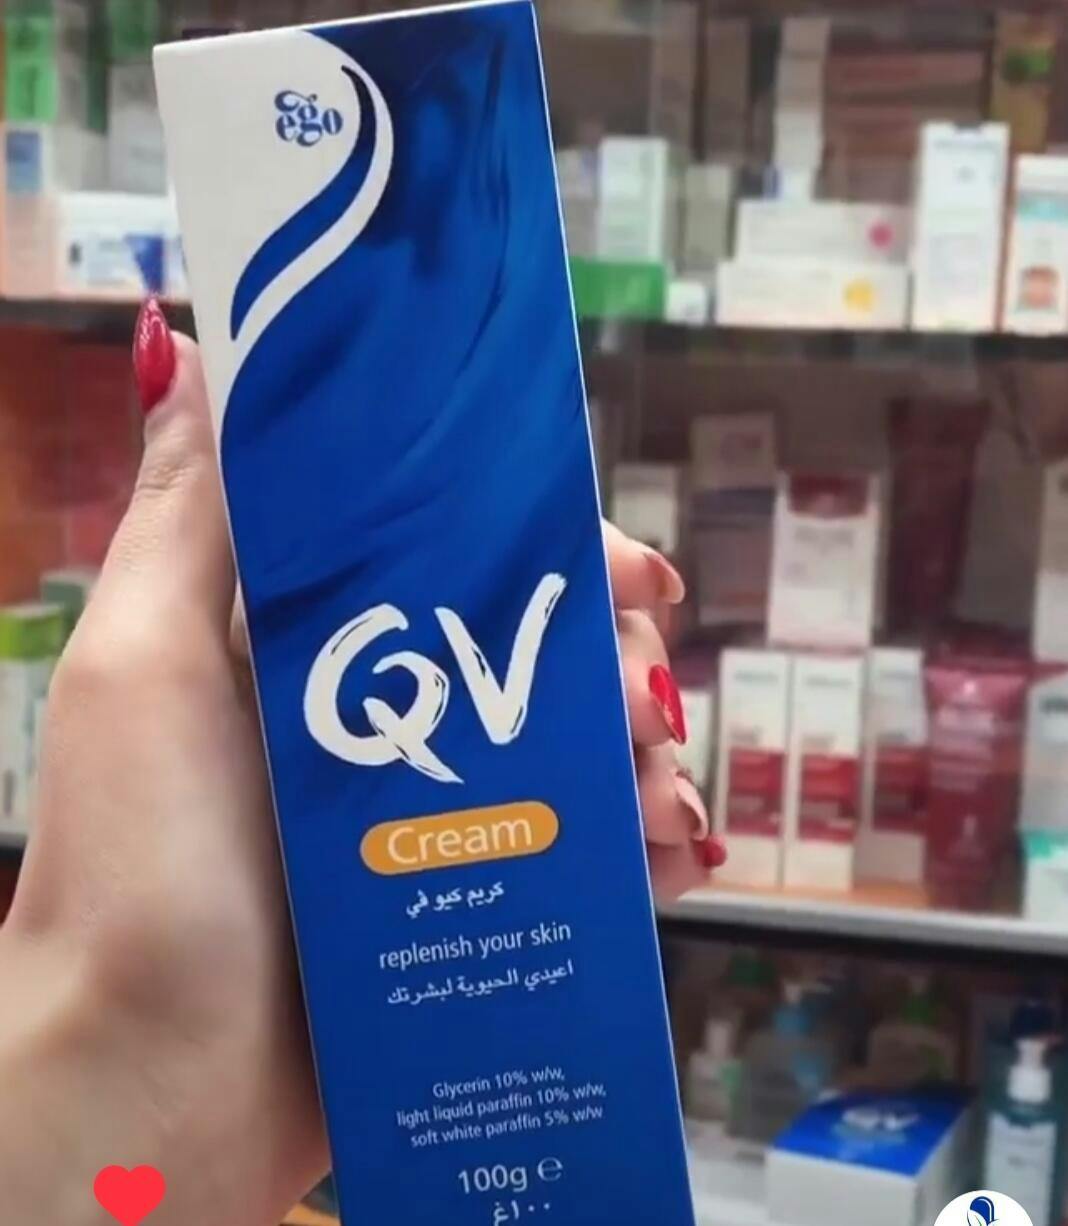 ego
QV
Cream
كريم كيو في
replenish your skin
اعيدي الحيوية لبشرتك
Glycerin 10% w/w,
light liquid paraffin 10% w/w,
soft white paraffin 5% w/w
100g ℮
١٠٠غ
QV